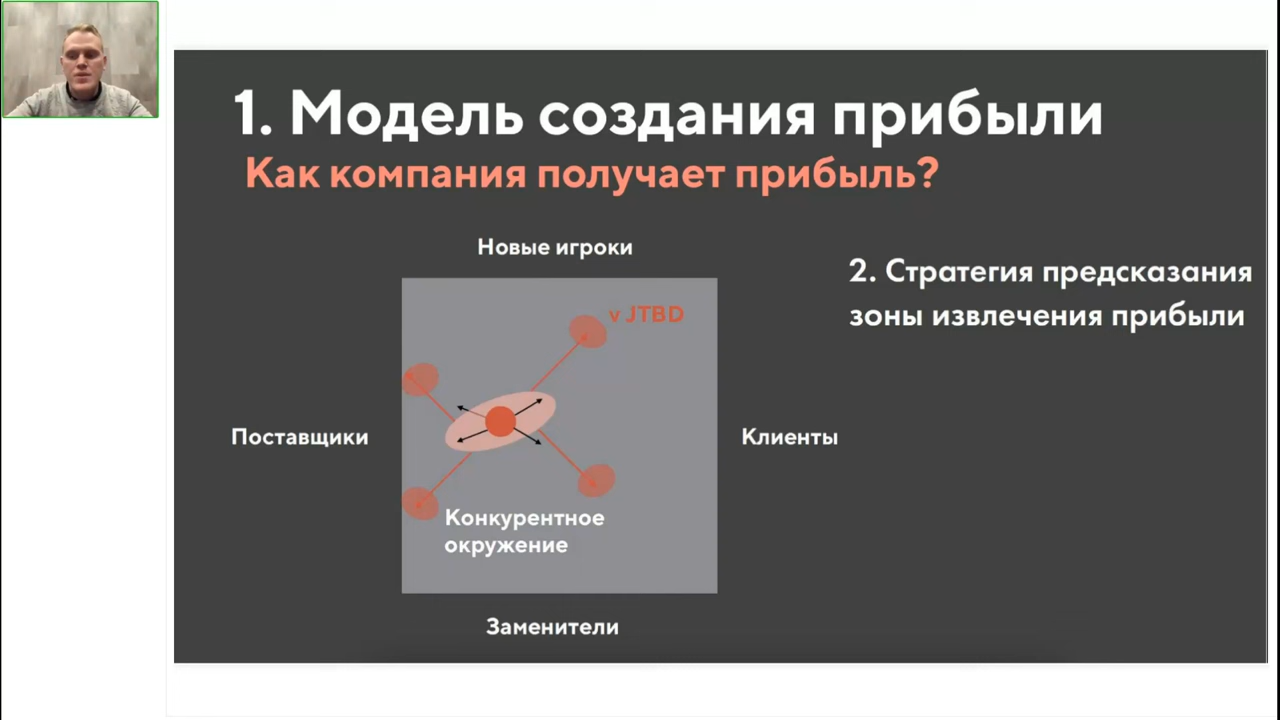 1. Модель создания прибыли
Как компания получает прибыль?
Новые игроки
2. Стратегия предсказания
зоны извлечения прибыли
v JTBD
Поставщики
Клиенты
Конкурентное
окружение
Заменители